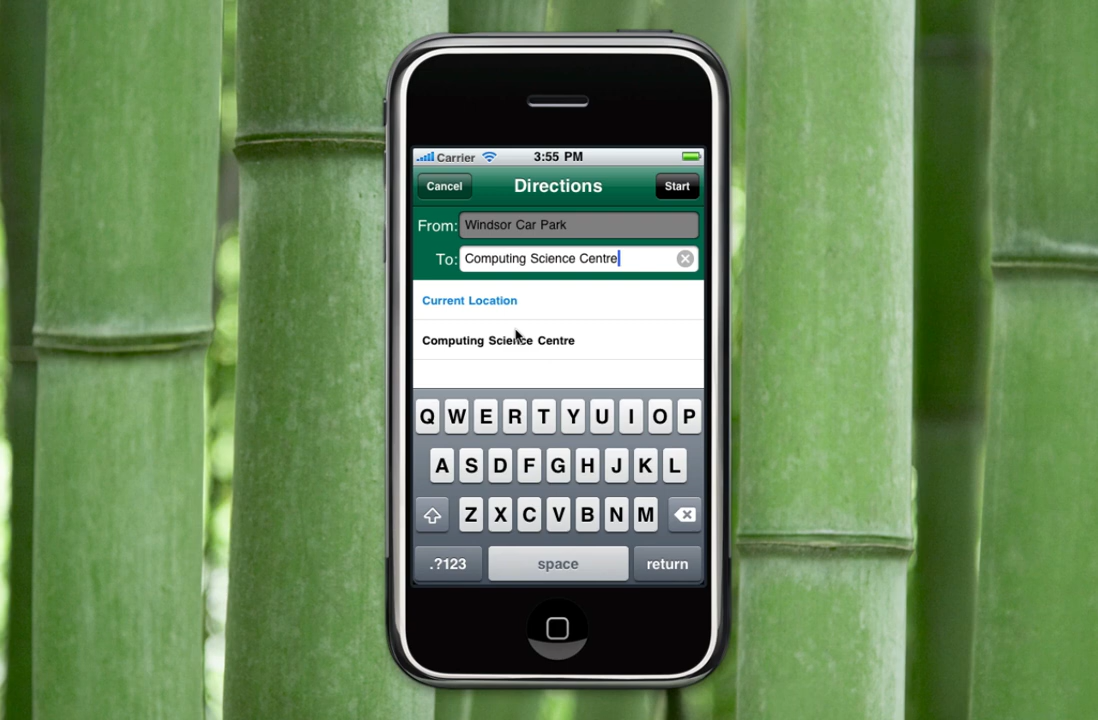 Carrier 3:55 PM
Cancel Directions Start
From: Windsor Car Park
To: Computing Science Centre
Current Location
Computing Science Centre
Q W E R T Y U I O P
A S D F G H J K L
Z X C V B N M
.?123 space return